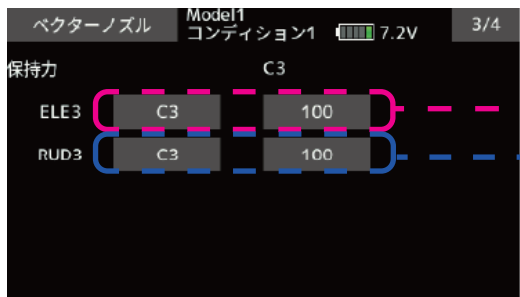 ベクターノズル Model1 3/4
コンディション1 7.2V
保持力 C3
ELE3 C3 100
RUD3 C3 100